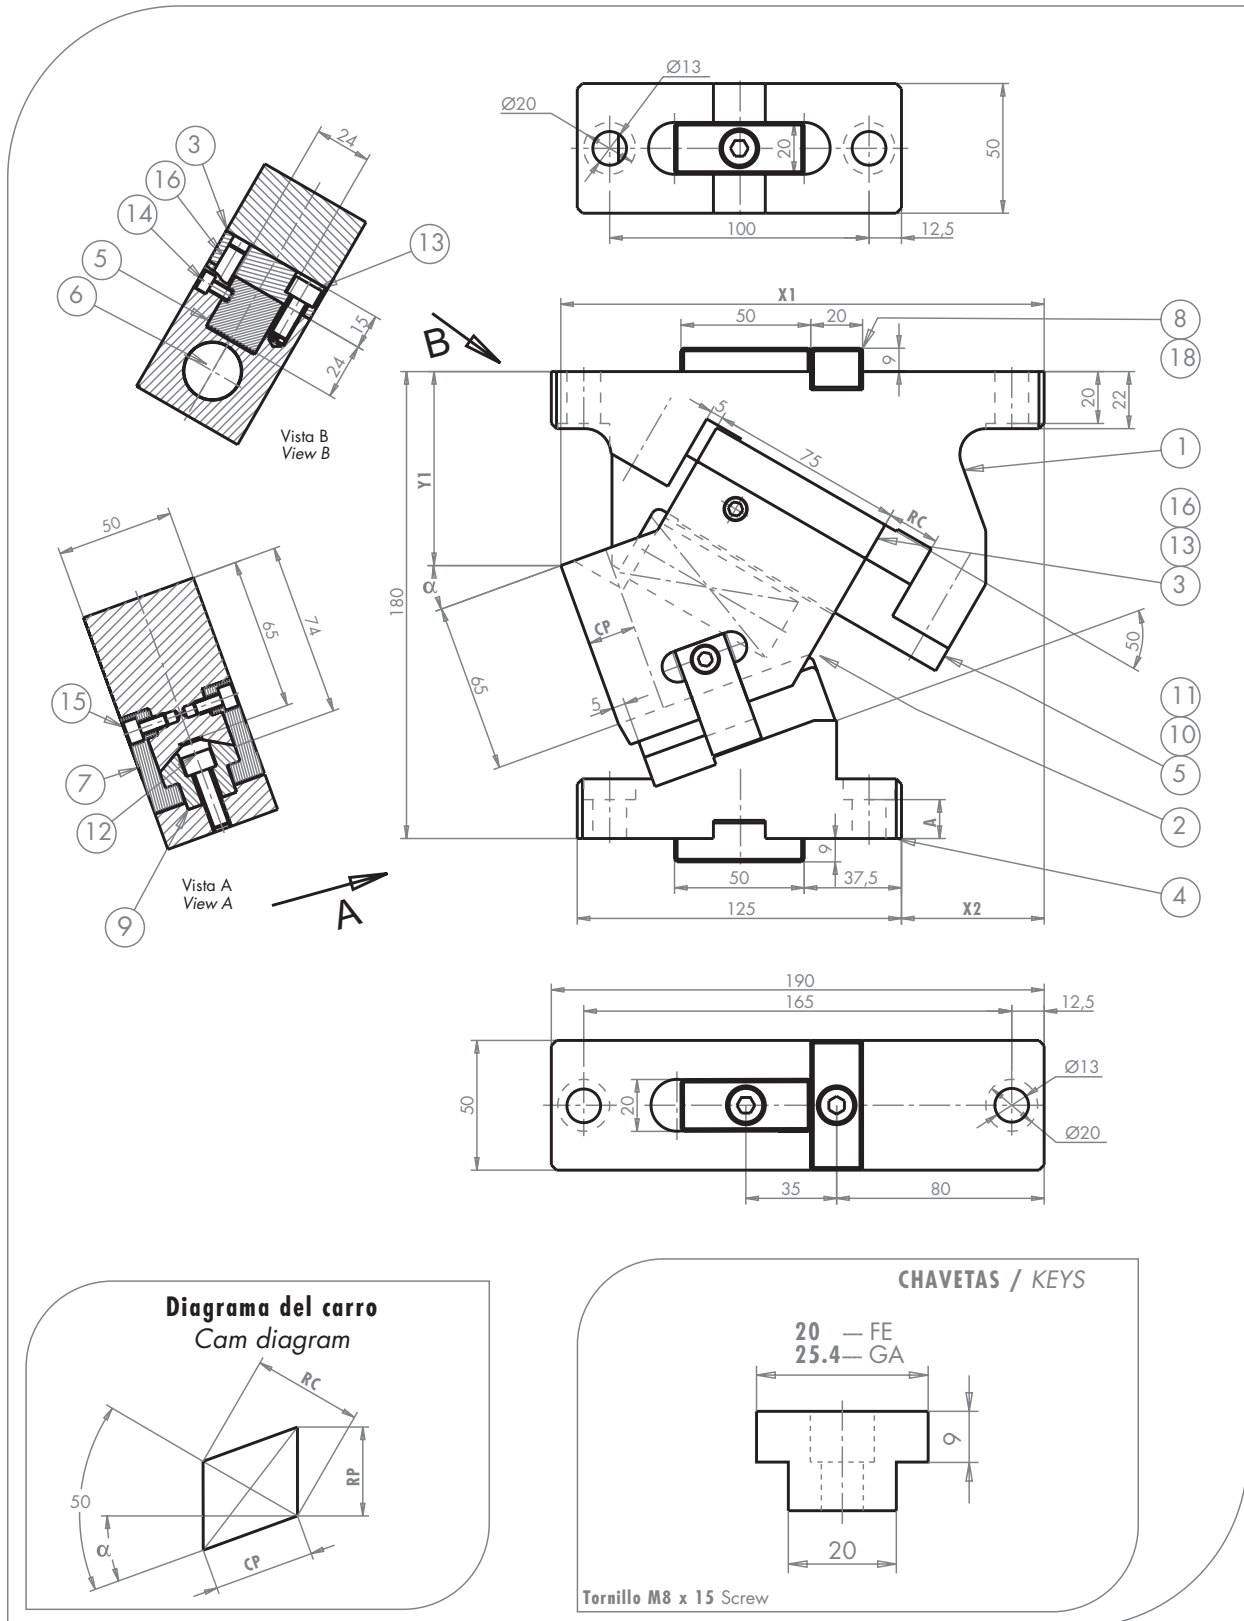 Ø13
Ø20
20
50
100
12,5
24
3
16
14
5
6
13
15
24
Vista B
View B
B
X1
50
20
9
8
18
20
22
5
75
RC
1
16
13
3
Y1
180
α
CP
65
5
50
11
10
5
2
A
9
50
37,5
125
X2
4
50
65
74
15
7
12
9
Vista A
View A
A
190
165
12,5
50
20
Ø13
Ø20
35
80
Diagrama del carro
Cam diagram
RC
RP
50
α
CP
CHAVETAS / KEYS
20 — FE
25.4 — GA
9
20
Tornillo M8 x 15 Screw